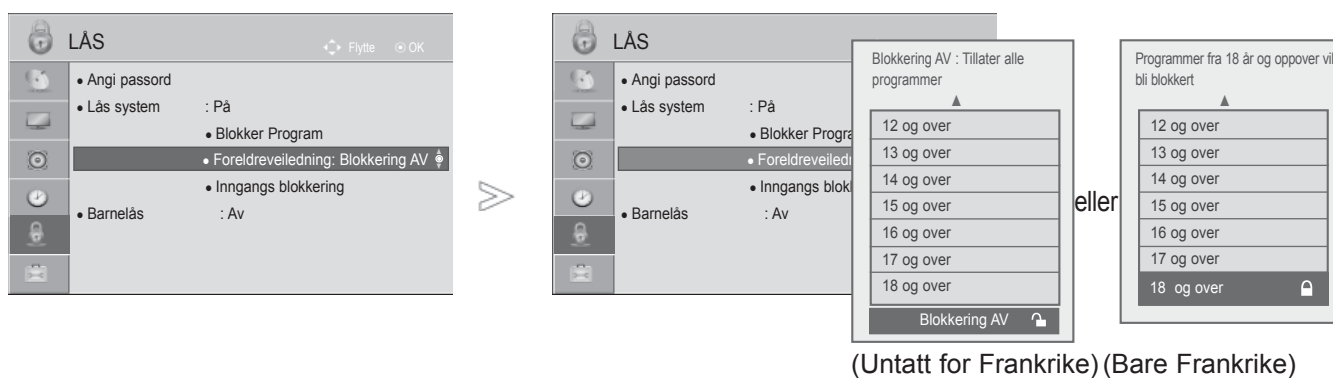 LÅS
Flytte OK
• Angi passord
• Lås system : På
• Blokker Program
• Foreldreveiledning: Blokkering AV
• Inngangs blokkering
• Barnelås : Av
LÅS
• Angi passord
• Lås system : På
• Blokker Progra
• Foreldreveiledn
• Inngangs blokk
• Barnelås : Av
Blokkering AV : Tillater alle
programmer
12 og over
13 og over
14 og over
15 og over
16 og over
17 og over
18 og over
Blokkering AV
(Untatt for Frankrike)
eller
Programmer fra 18 år og oppover vil
bli blokkert
12 og over
13 og over
14 og over
15 og over
16 og over
17 og over
18 og over
(Bare Frankrike)